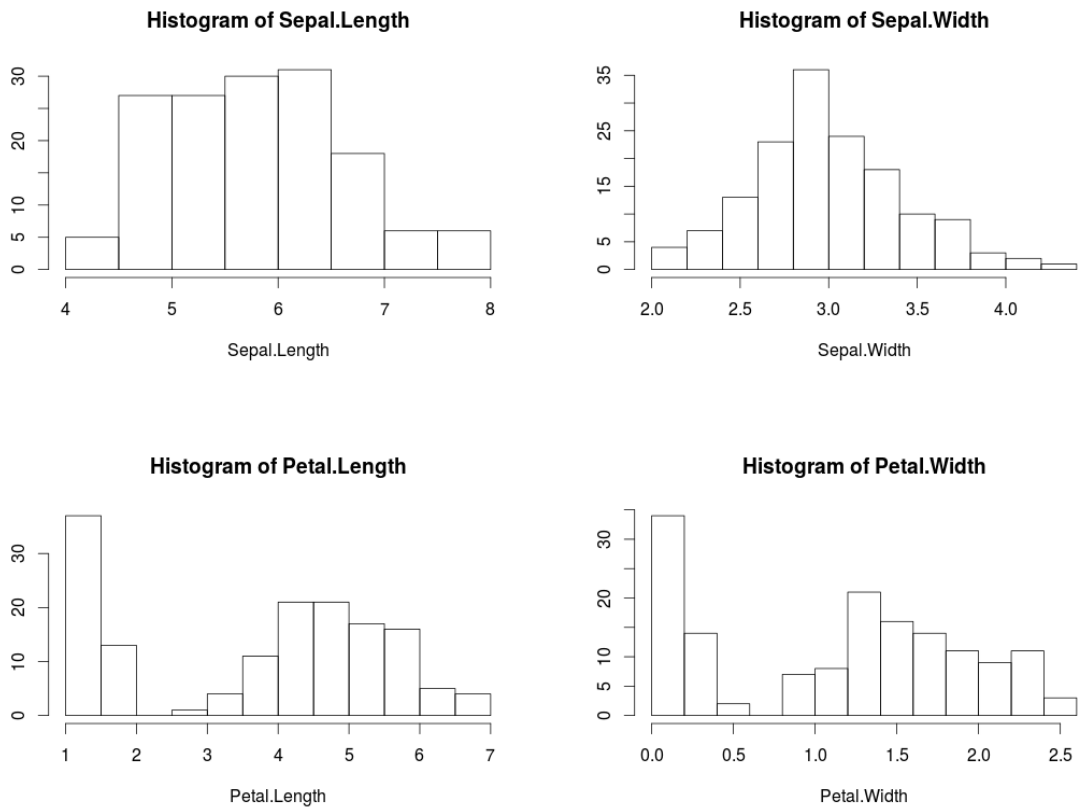 Histogram of Sepal.Length
30
20
10
5
0
4 5 6 7 8
Sepal.Length
Histogram of Sepal.Width
35
25
15
5
0
2.0 2.5 3.0 3.5 4.0
Sepal.Width
Histogram of Petal.Length
30
20
10
0
1 2 3 4 5 6 7
Petal.Length
Histogram of Petal.Width
30
20
10
5
0
0.0 0.5 1.0 1.5 2.0 2.5
Petal.Width